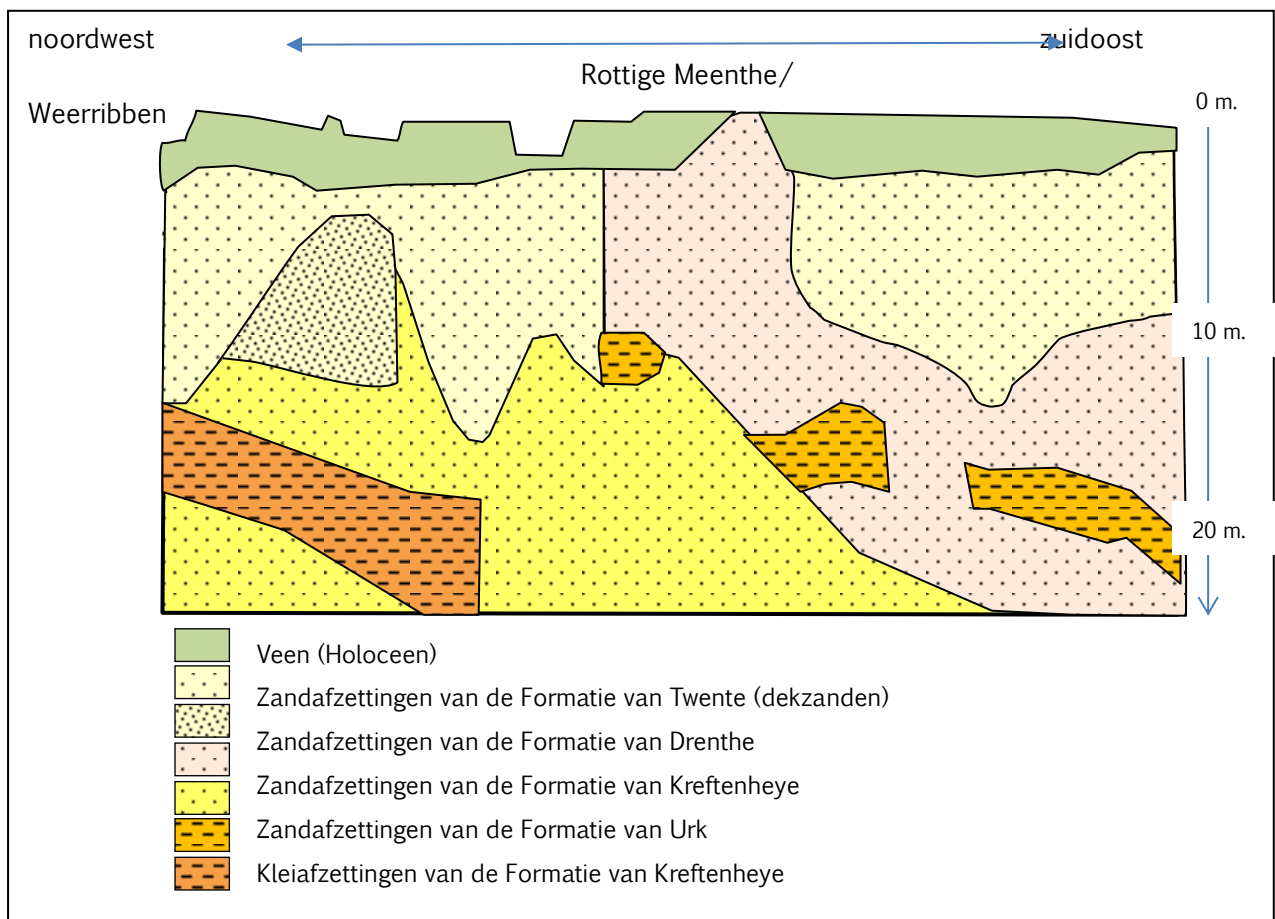 noordwest zuidoost
Rottige Meenthe/
Weerribben
0 m.
10 m.
20 m.
Veen (Holoceen)
Zandafzettingen van de Formatie van Twente (dekzanden)
Zandafzettingen van de Formatie van Drenthe
Zandafzettingen van de Formatie van Kreftenheye
Zandafzettingen van de Formatie van Urk
Kleiafzettingen van de Formatie van Kreftenheye